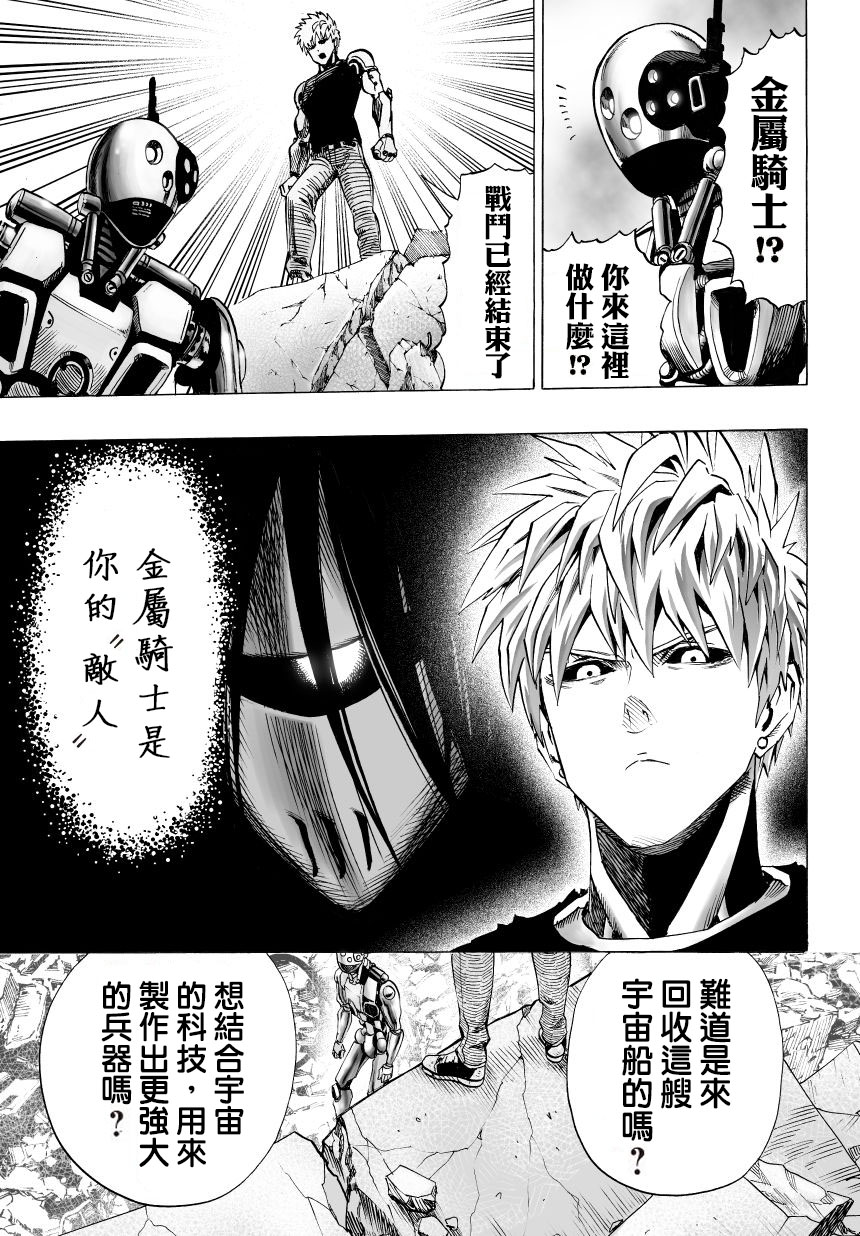 金屬騎士!?
你來這裡
做什麼!?
戰鬥已經結束了
金屬騎士是
你的〝敵人〞
難道是來
回收這艘
宇宙船的嗎?
想結合宇宙
的科技，用來
製作出更強大
的兵器嗎?